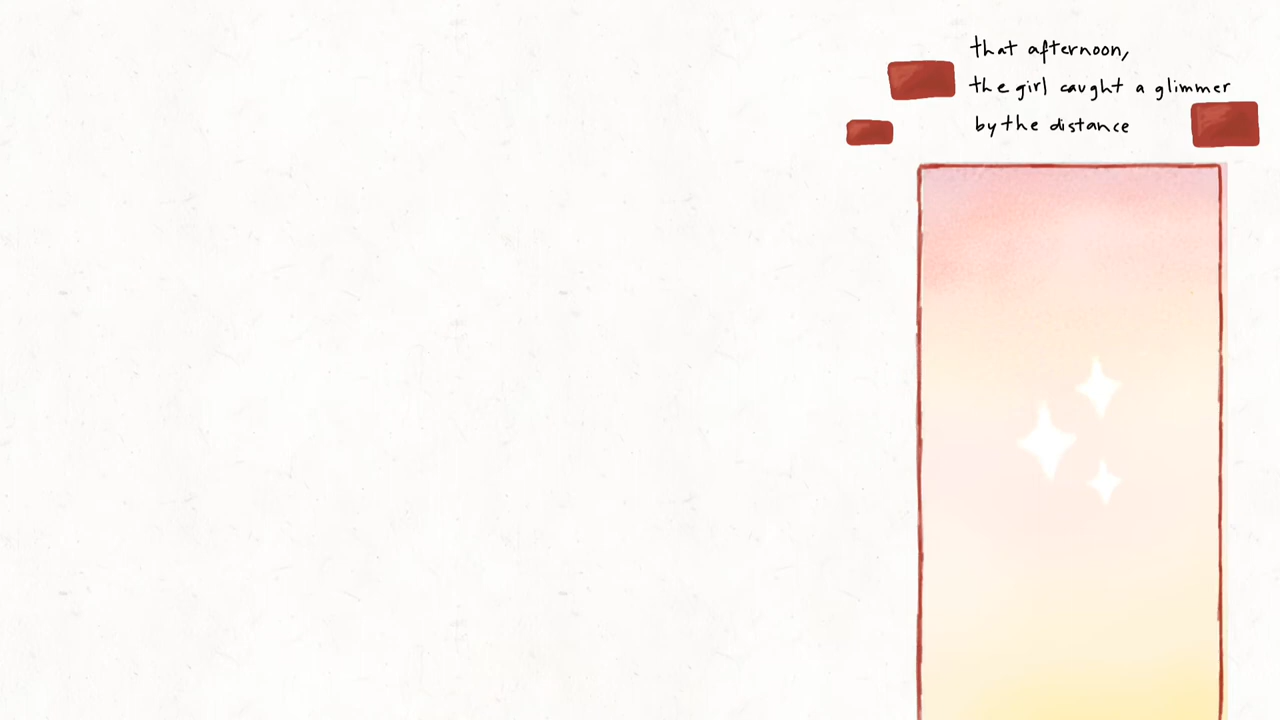 that afternoon,
the girl caught a glimmer
by the distance